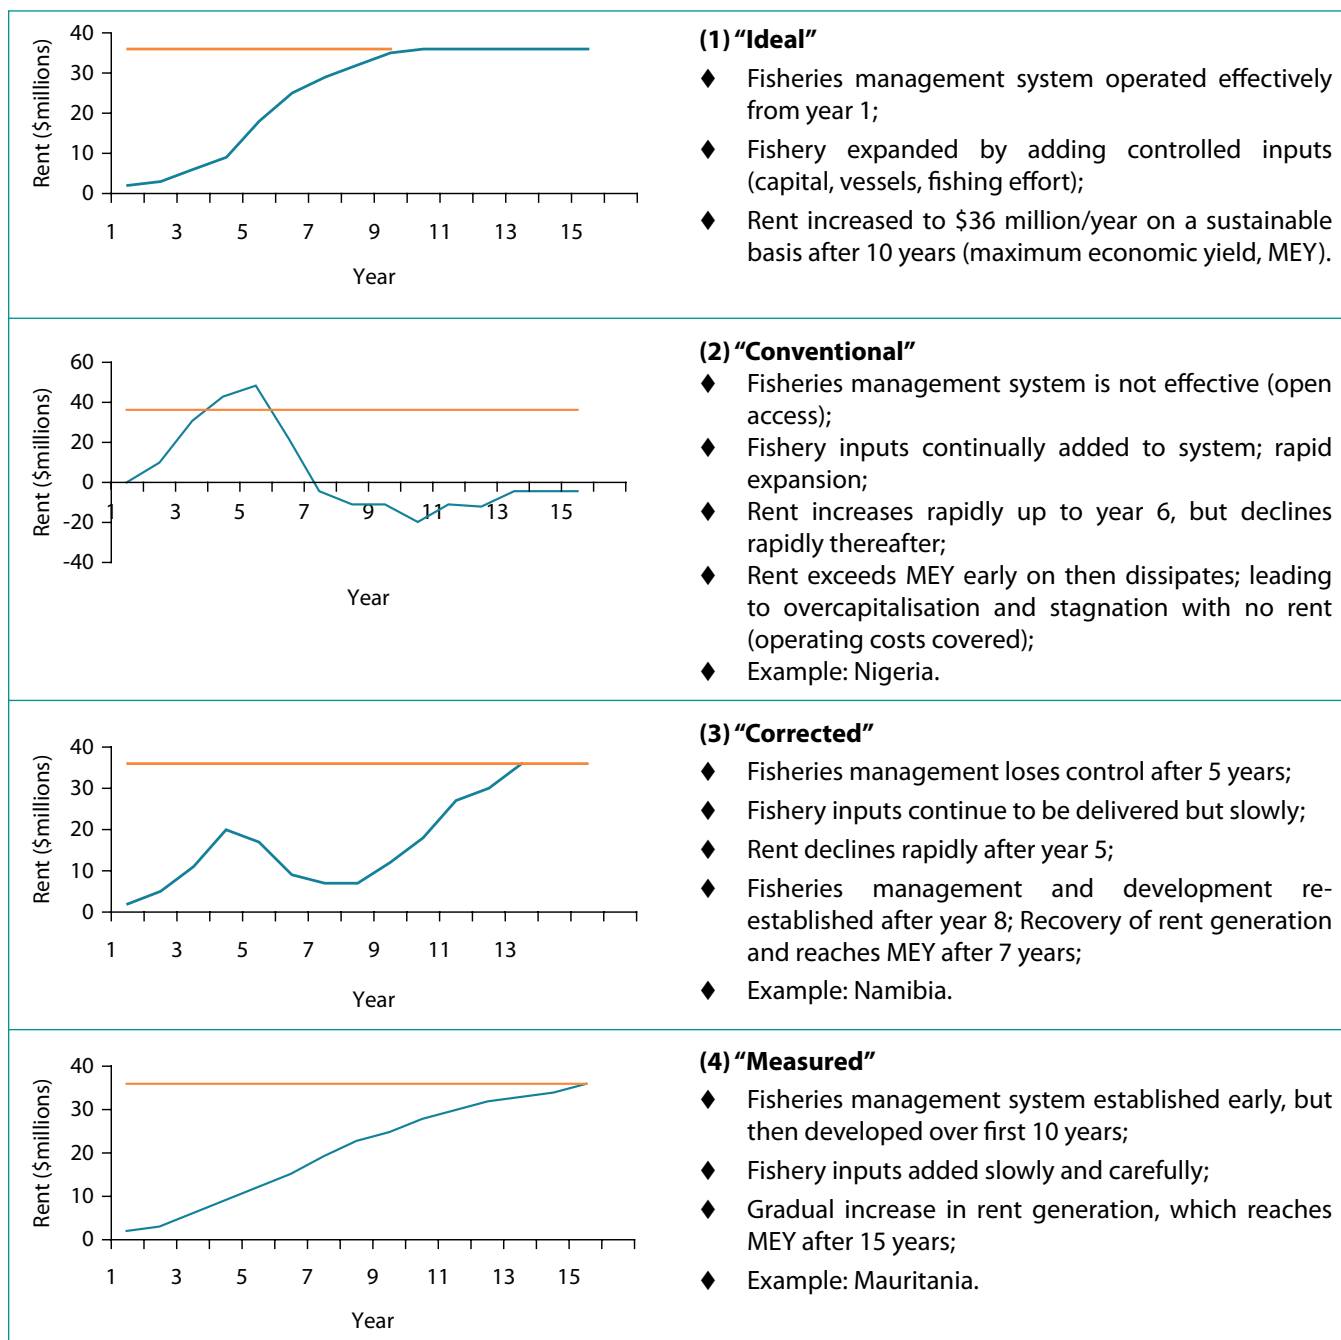 40
30
20
10
0
Rent ($millions)
1 3 5 7 9 11 13 15
Year
(1) “Ideal”
♦ Fisheries management system operated effectively
from year 1;
♦ Fishery expanded by adding controlled inputs
(capital, vessels, fishing effort);
♦ Rent increased to $36 million/year on a sustainable
basis after 10 years (maximum economic yield, MEY).
60
40
20
0
-20
-40
Rent ($millions)
1 3 5 7 9 11 13 15
Year
(2) “Conventional”
♦ Fisheries management system is not effective (open
access);
♦ Fishery inputs continually added to system; rapid
expansion;
♦ Rent increases rapidly up to year 6, but declines
rapidly thereafter;
♦ Rent exceeds MEY early on then dissipates; leading
to overcapitalisation and stagnation with no rent
(operating costs covered);
♦ Example: Nigeria.
40
30
20
10
0
Rent ($millions)
1 3 5 7 9 11 13
Year
(3) “Corrected”
♦ Fisheries management loses control after 5 years;
♦ Fishery inputs continue to be delivered but slowly;
♦ Rent declines rapidly after year 5;
♦ Fisheries management and development re-
established after year 8; Recovery of rent generation
and reaches MEY after 7 years;
♦ Example: Namibia.
40
30
20
10
0
Rent ($millions)
1 3 5 7 9 11 13 15
Year
(4) “Measured”
♦ Fisheries management system established early, but
then developed over first 10 years;
♦ Fishery inputs added slowly and carefully;
♦ Gradual increase in rent generation, which reaches
MEY after 15 years;
♦ Example: Mauritania.